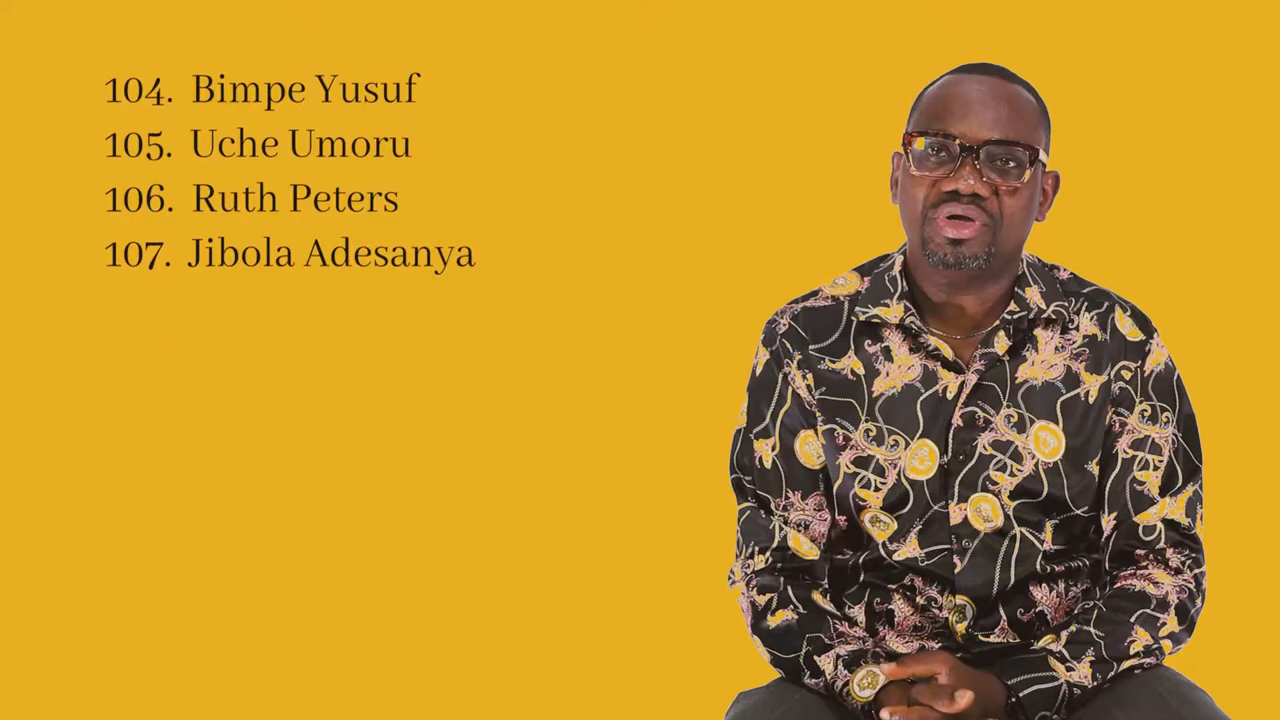 104. Bimpe Yusuf
105. Uche Umoru
106. Ruth Peters
107. Jibola Adesanya